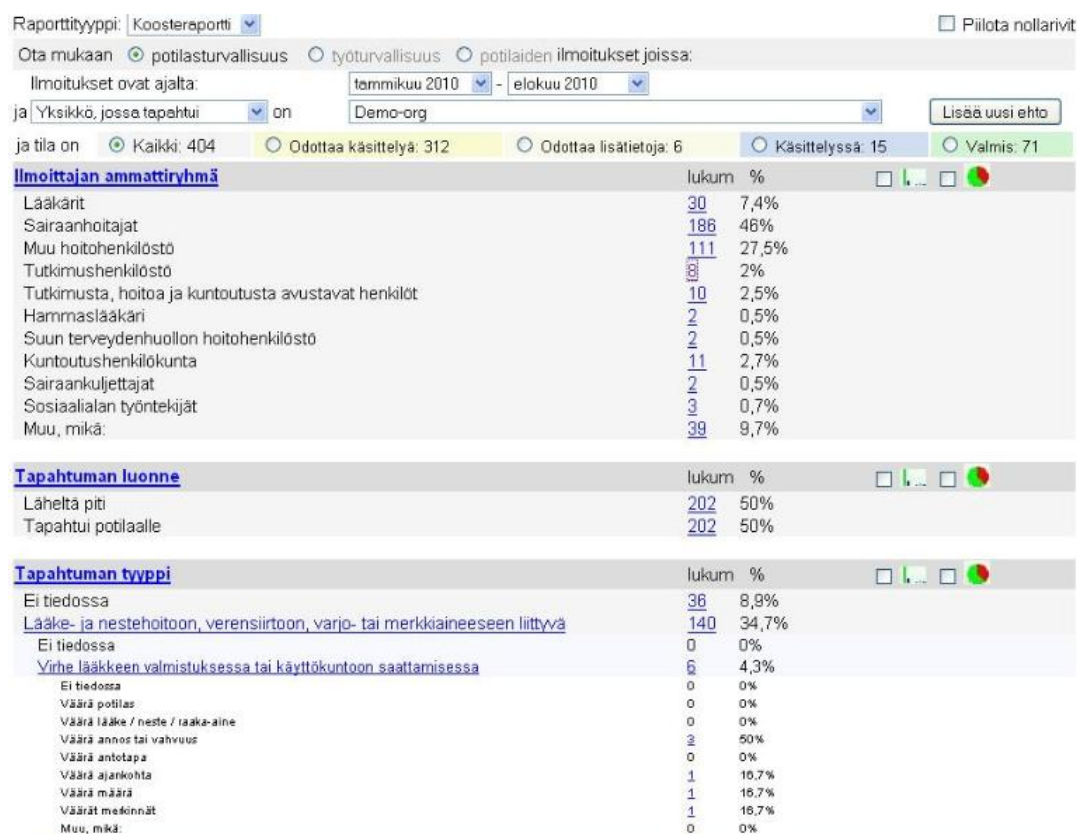 Raporttityyppi: Koosteraportti Piilota nollarivit
Ota mukaan potilasturvallisuus työturvallisuus potilaiden ilmoitukset joissa:
Ilmoitukset ovat ajalta: tammikuu 2010 - elokuu 2010
ja Yksikkö, jossa tapahtui on Demo-org Lisää uusi ehto
ja tila on Kaikki: 404 Odottaa käsittelyä: 312 Odottaa lisätietoja: 6 Käsittelyssä: 15 Valmis: 71
Ilmoittajan ammattiryhmä lukum %
Lääkärit 30 7,4%
Sairaanhoitajat 186 46%
Muu hoitohenkilöstö 111 27,5%
Tutkimushenkilöstö 8 2%
Tutkimusta, hoitoa ja kuntoutusta avustavat henkilöt 10 2,5%
Hammaslääkäri 2 0,5%
Suun terveydenhuollon hoitohenkilöstö 2 0,5%
Kuntoutushenkilökunta 11 2,7%
Sairaankuljettajat 2 0,5%
Sosiaalialan työntekijät 3 0,7%
Muu, mikä: 39 9,7%
Tapahtuman luonne lukum %
Läheltä piti 202 50%
Tapahtui potilaalle 202 50%
Tapahtuman tyyppi lukum %
Ei tiedossa 36 8,9%
Lääke- ja nestehoitoon, verensiirtoon, varjo- tai merkkiaineeseen liittyvä 140 34,7%
Ei tiedossa 0 0%
Virhe lääkkeen valmistuksessa tai käyttökuntoon saattamisessa 6 4,3%
Ei tiedossa 0 0%
Väärä potilas 0 0%
Väärä lääke / neste / raaka-aine 0 0%
Väärä annos tai vahvuus 3 50%
Väärä antotapa 0 0%
Väärä ajankohta 1 16,7%
Väärä määrä 1 16,7%
Väärät merkinnät 1 16,7%
Muu, mikä: 0 0%